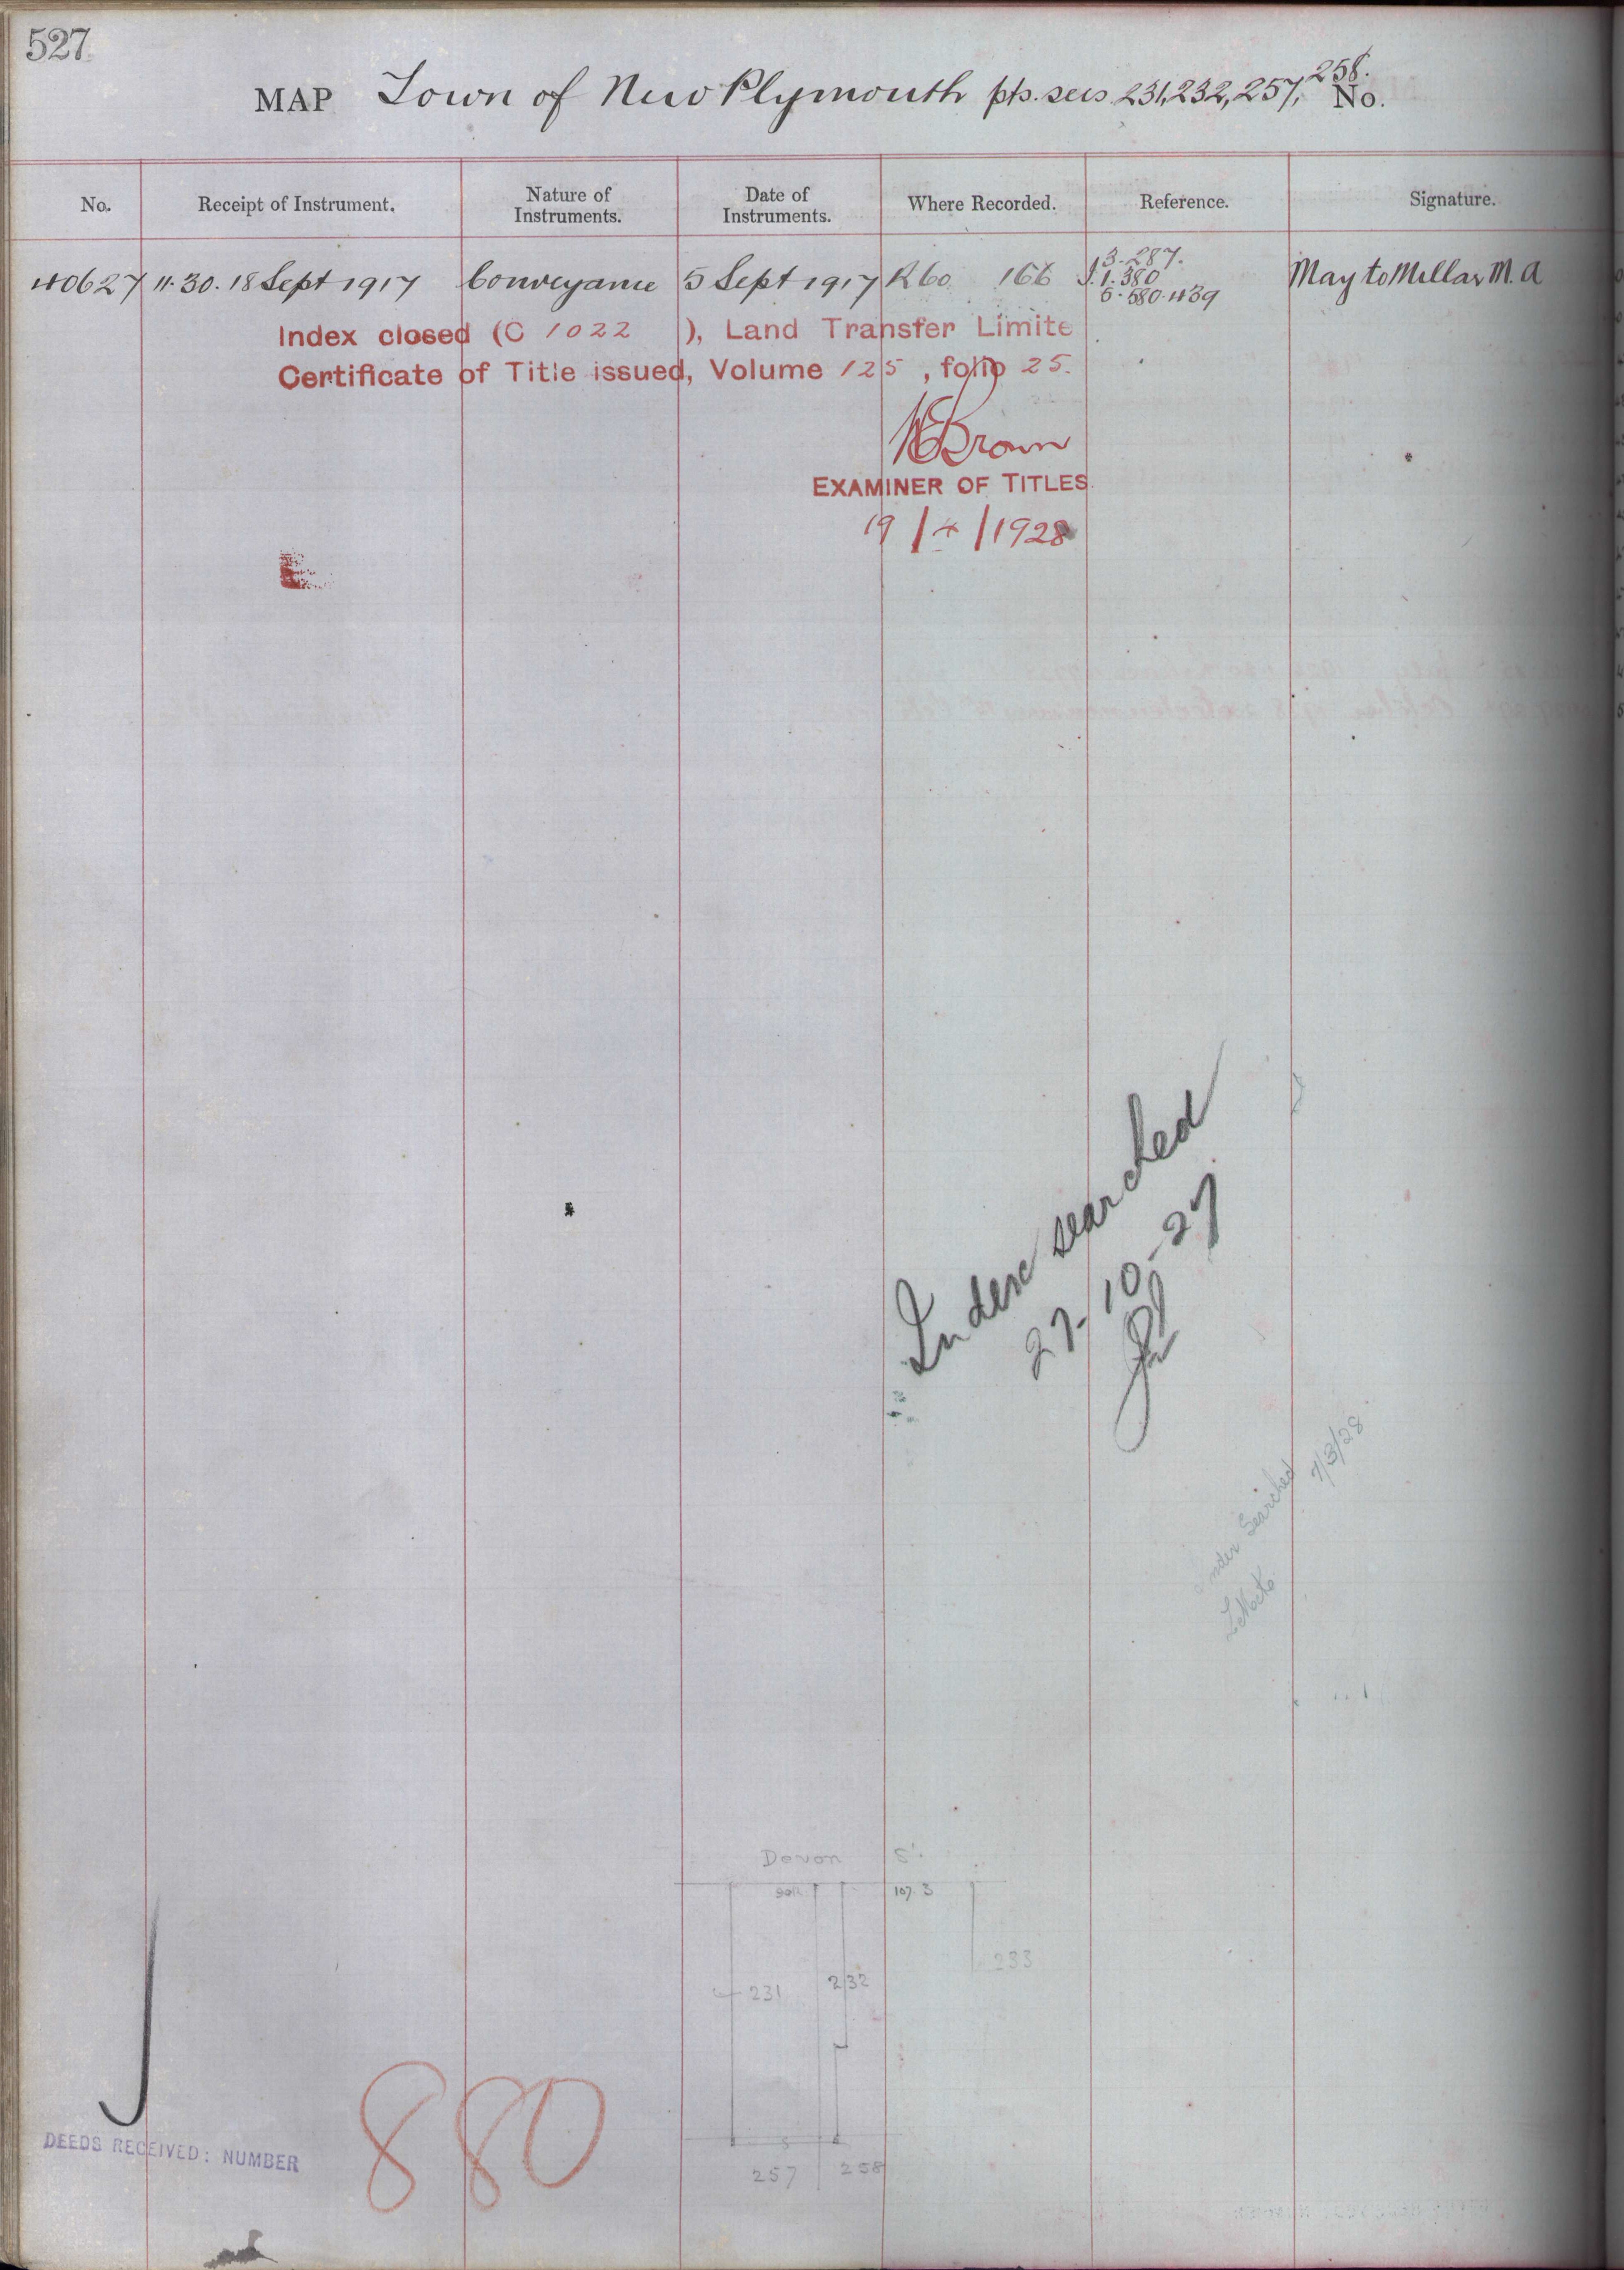 527
258.
MAP Town of New Plymouth pts. secs 231, 232, 257, No.
No. Receipt of Instrument. Nature of Instruments. Date of Instruments. Where Recorded. Reference. Signature.
3.287.
40627 11.30. 18 Sept 1917 Conveyance 5 Sept 1917 R60 166 J.1.380 May to Millar M. A
5.580.439
Index closed (C 1022 ), Land Transfer Limite
Certificate of Title issued, Volume 125, folio 25.
Brown
EXAMINER OF TITLES.
19/4/1928
Index searched
27-10-27
Index Searched 7/3/28
Devon St
107.3
231 232 233
257 258
880
DEEDS RECEIVED: NUMBER